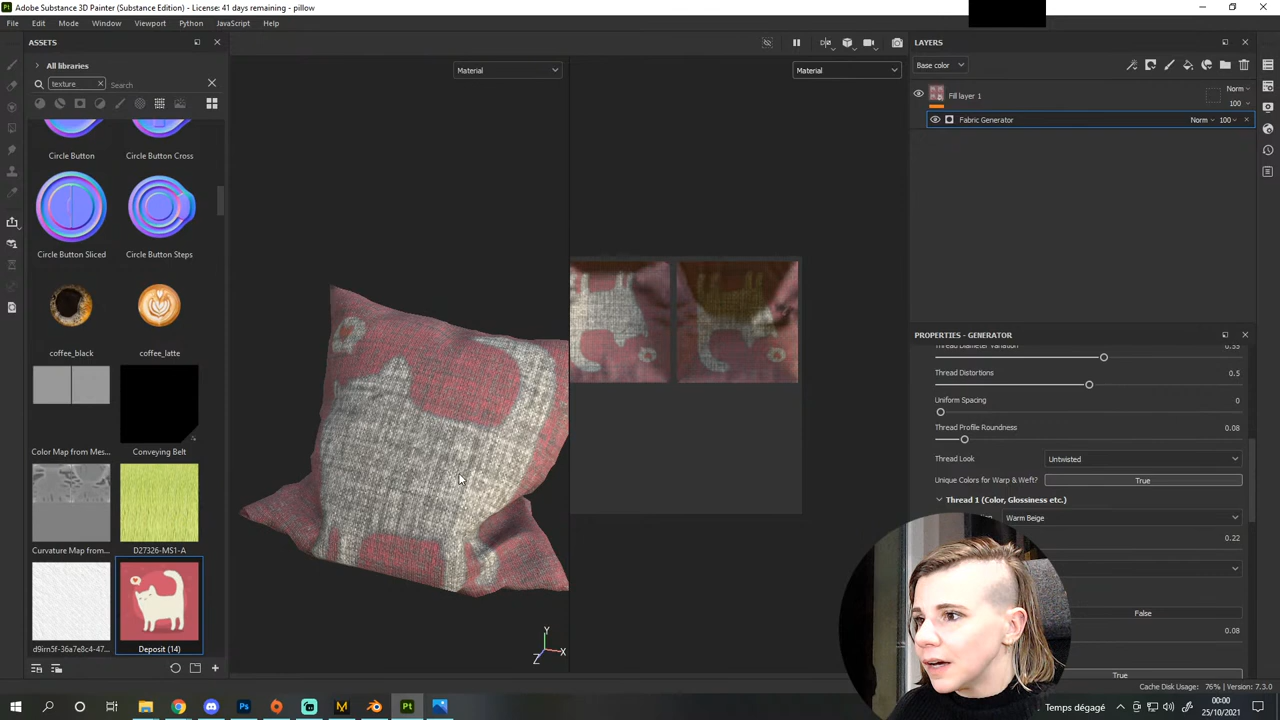 Adobe Substance 3D Painter (Substance Edition) - License: 41 days remaining - pillow
File Edit Mode Window Viewport Python JavaScript Help
ASSETS
All libraries
texture
Search
Circle Button
Circle Button Cross
Circle Button Sliced
Circle Button Steps
coffee_black
coffee_latte
Color Map from Mes...
Conveying Belt
Curvature Map from...
D27326-MS1-A
d9irn5f-36a7e8c4-47...
Deposit (14)
Material
Material
Y
Z X
LAYERS
Base color
Fill layer 1
Norm
100
Fabric Generator
Norm 100
PROPERTIES - GENERATOR
Thread Diameter Variation
Thread Distortions 0.5
Uniform Spacing 0
Thread Profile Roundness 0.08
Thread Look Untwisted
Unique Colors for Warp & Weft? True
Thread 1 (Color, Glossiness etc.)
Warm Beige
0.22
False
0.08
True
Cache Disk Usage: 76% | Version: 7.3.0
Temps dégagé
00:00
25/10/2021